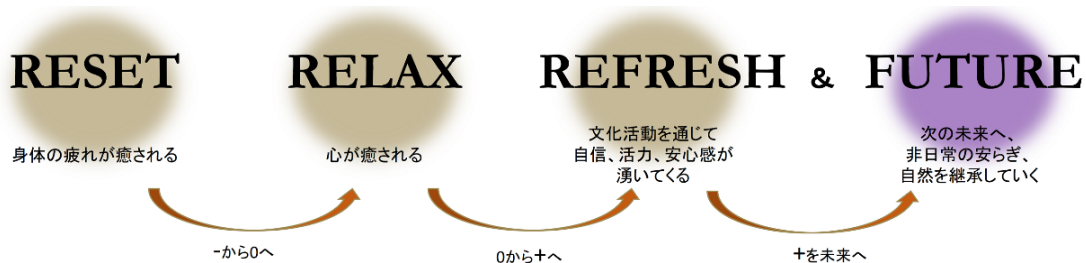 RESET
身体の疲れが癒される
RELAX
心が癒される
REFRESH & FUTURE
文化活動を通じて
自信、活力、安心感が
湧いてくる
次の未来へ、
非日常の安らぎ、
自然を継承していく
-から0へ
0から+へ
+を未来へ